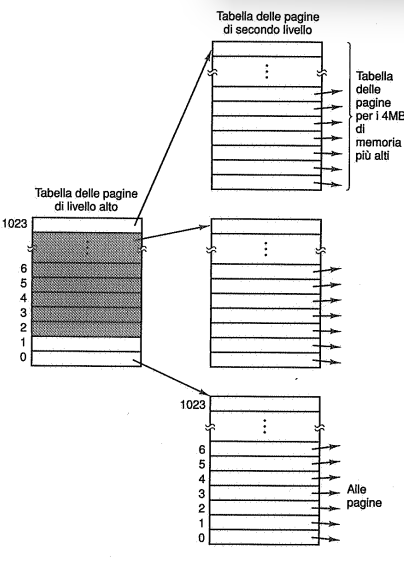 Tabella delle pagine
di secondo livello
Tabella
delle
pagine
per i 4MB
di
memoria
più alti
Tabella delle pagine
di livello alto
1023
6
5
4
3
2
1
0
1023
6
5
4
3
2
1
0
Alle
pagine